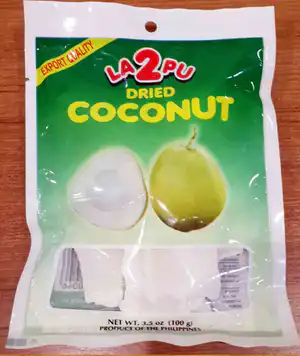 EXPORT QUALITY
LA2PU
DRIED
COCONUT
NET WT. 3.5 oz (100 g)
PRODUCT OF THE PHILIPPINES